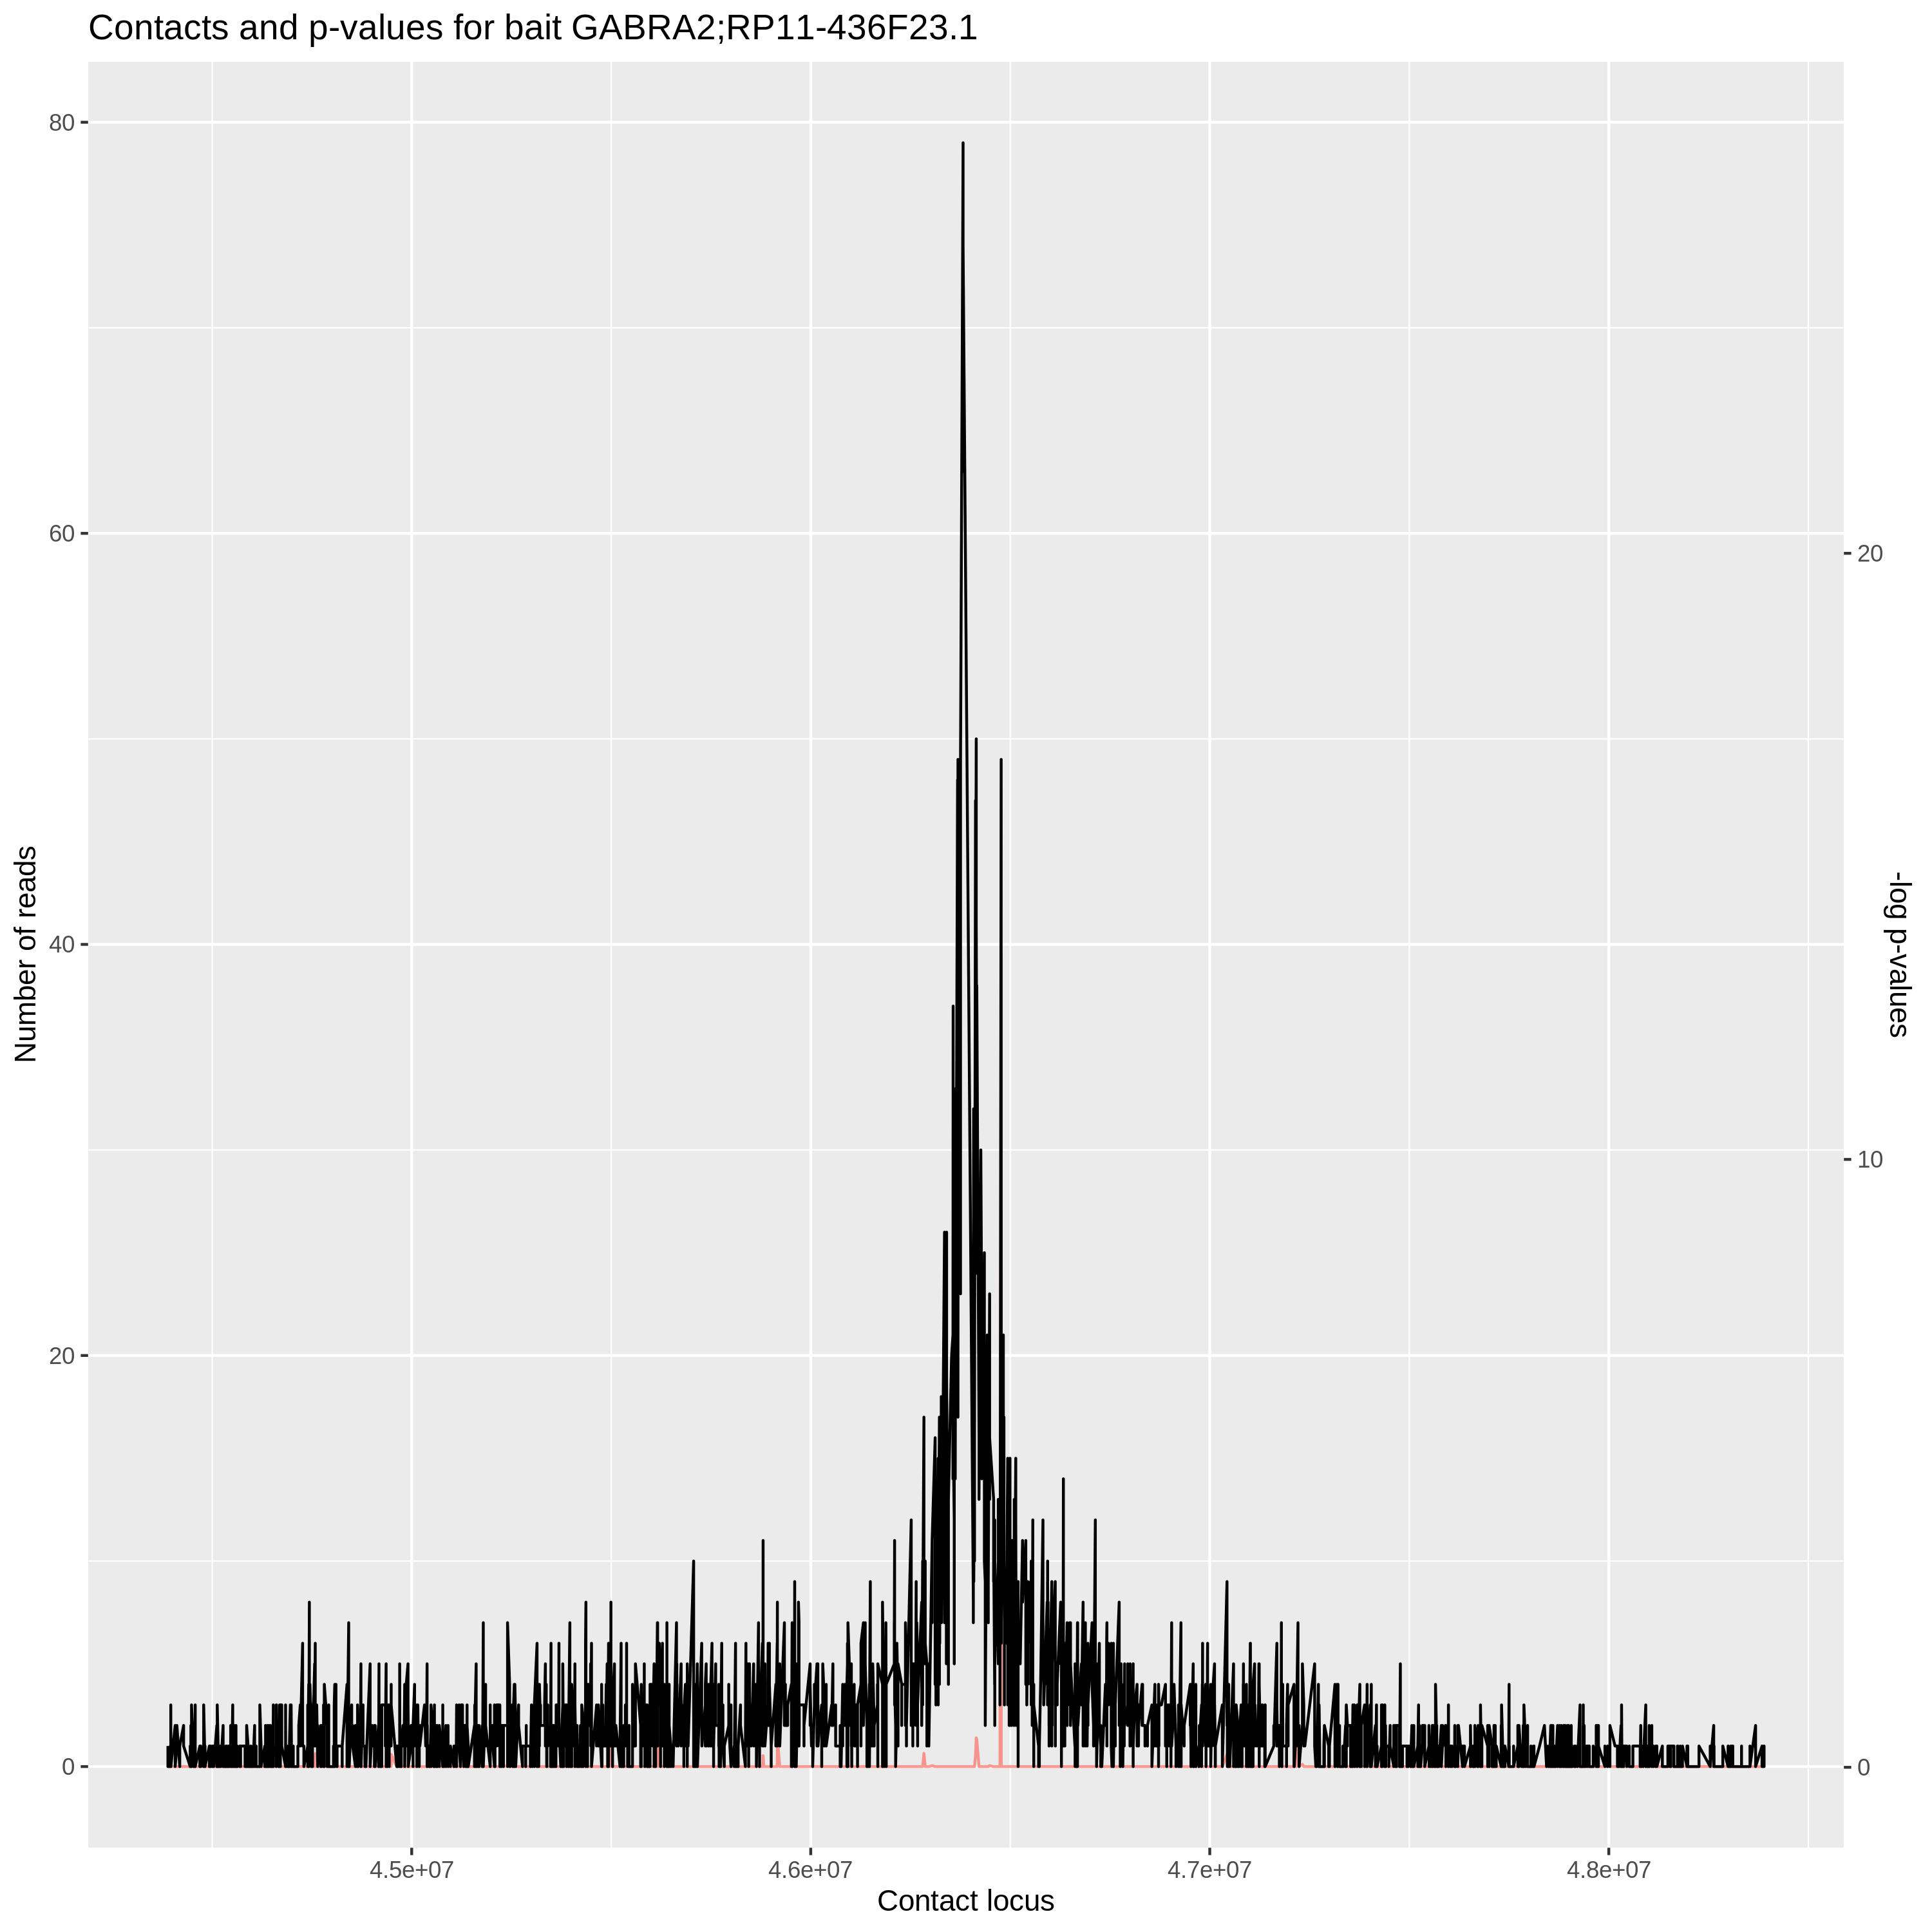 Contacts and p-values for bait GABRA2;RP11-436F23.1
80
60
40
20
0
Number of reads
20
10
0
-log p-values
4.5e+07
4.6e+07
4.7e+07
4.8e+07
Contact locus